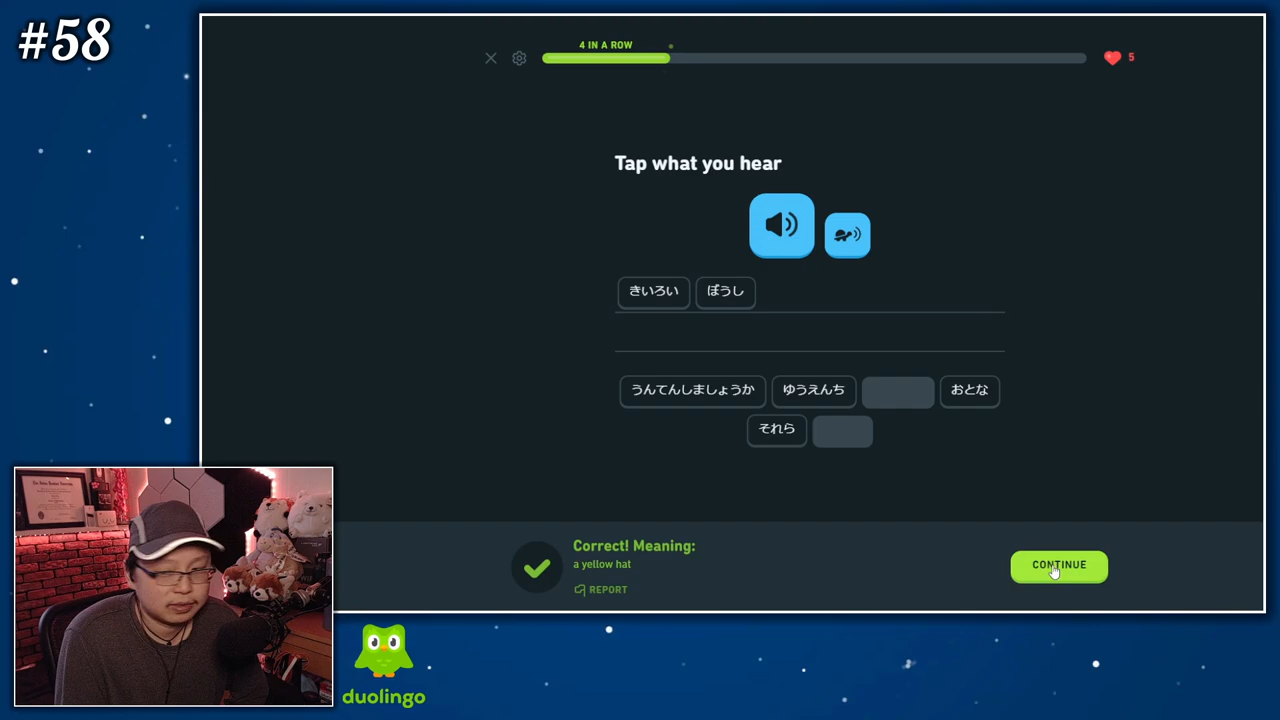 #58
4 IN A ROW
5
Tap what you hear
きいろい ぼうし
うんてんしましょうか ゆうえんち おとな
それら
Correct! Meaning:
a yellow hat
REPORT
CONTINUE
duolingo